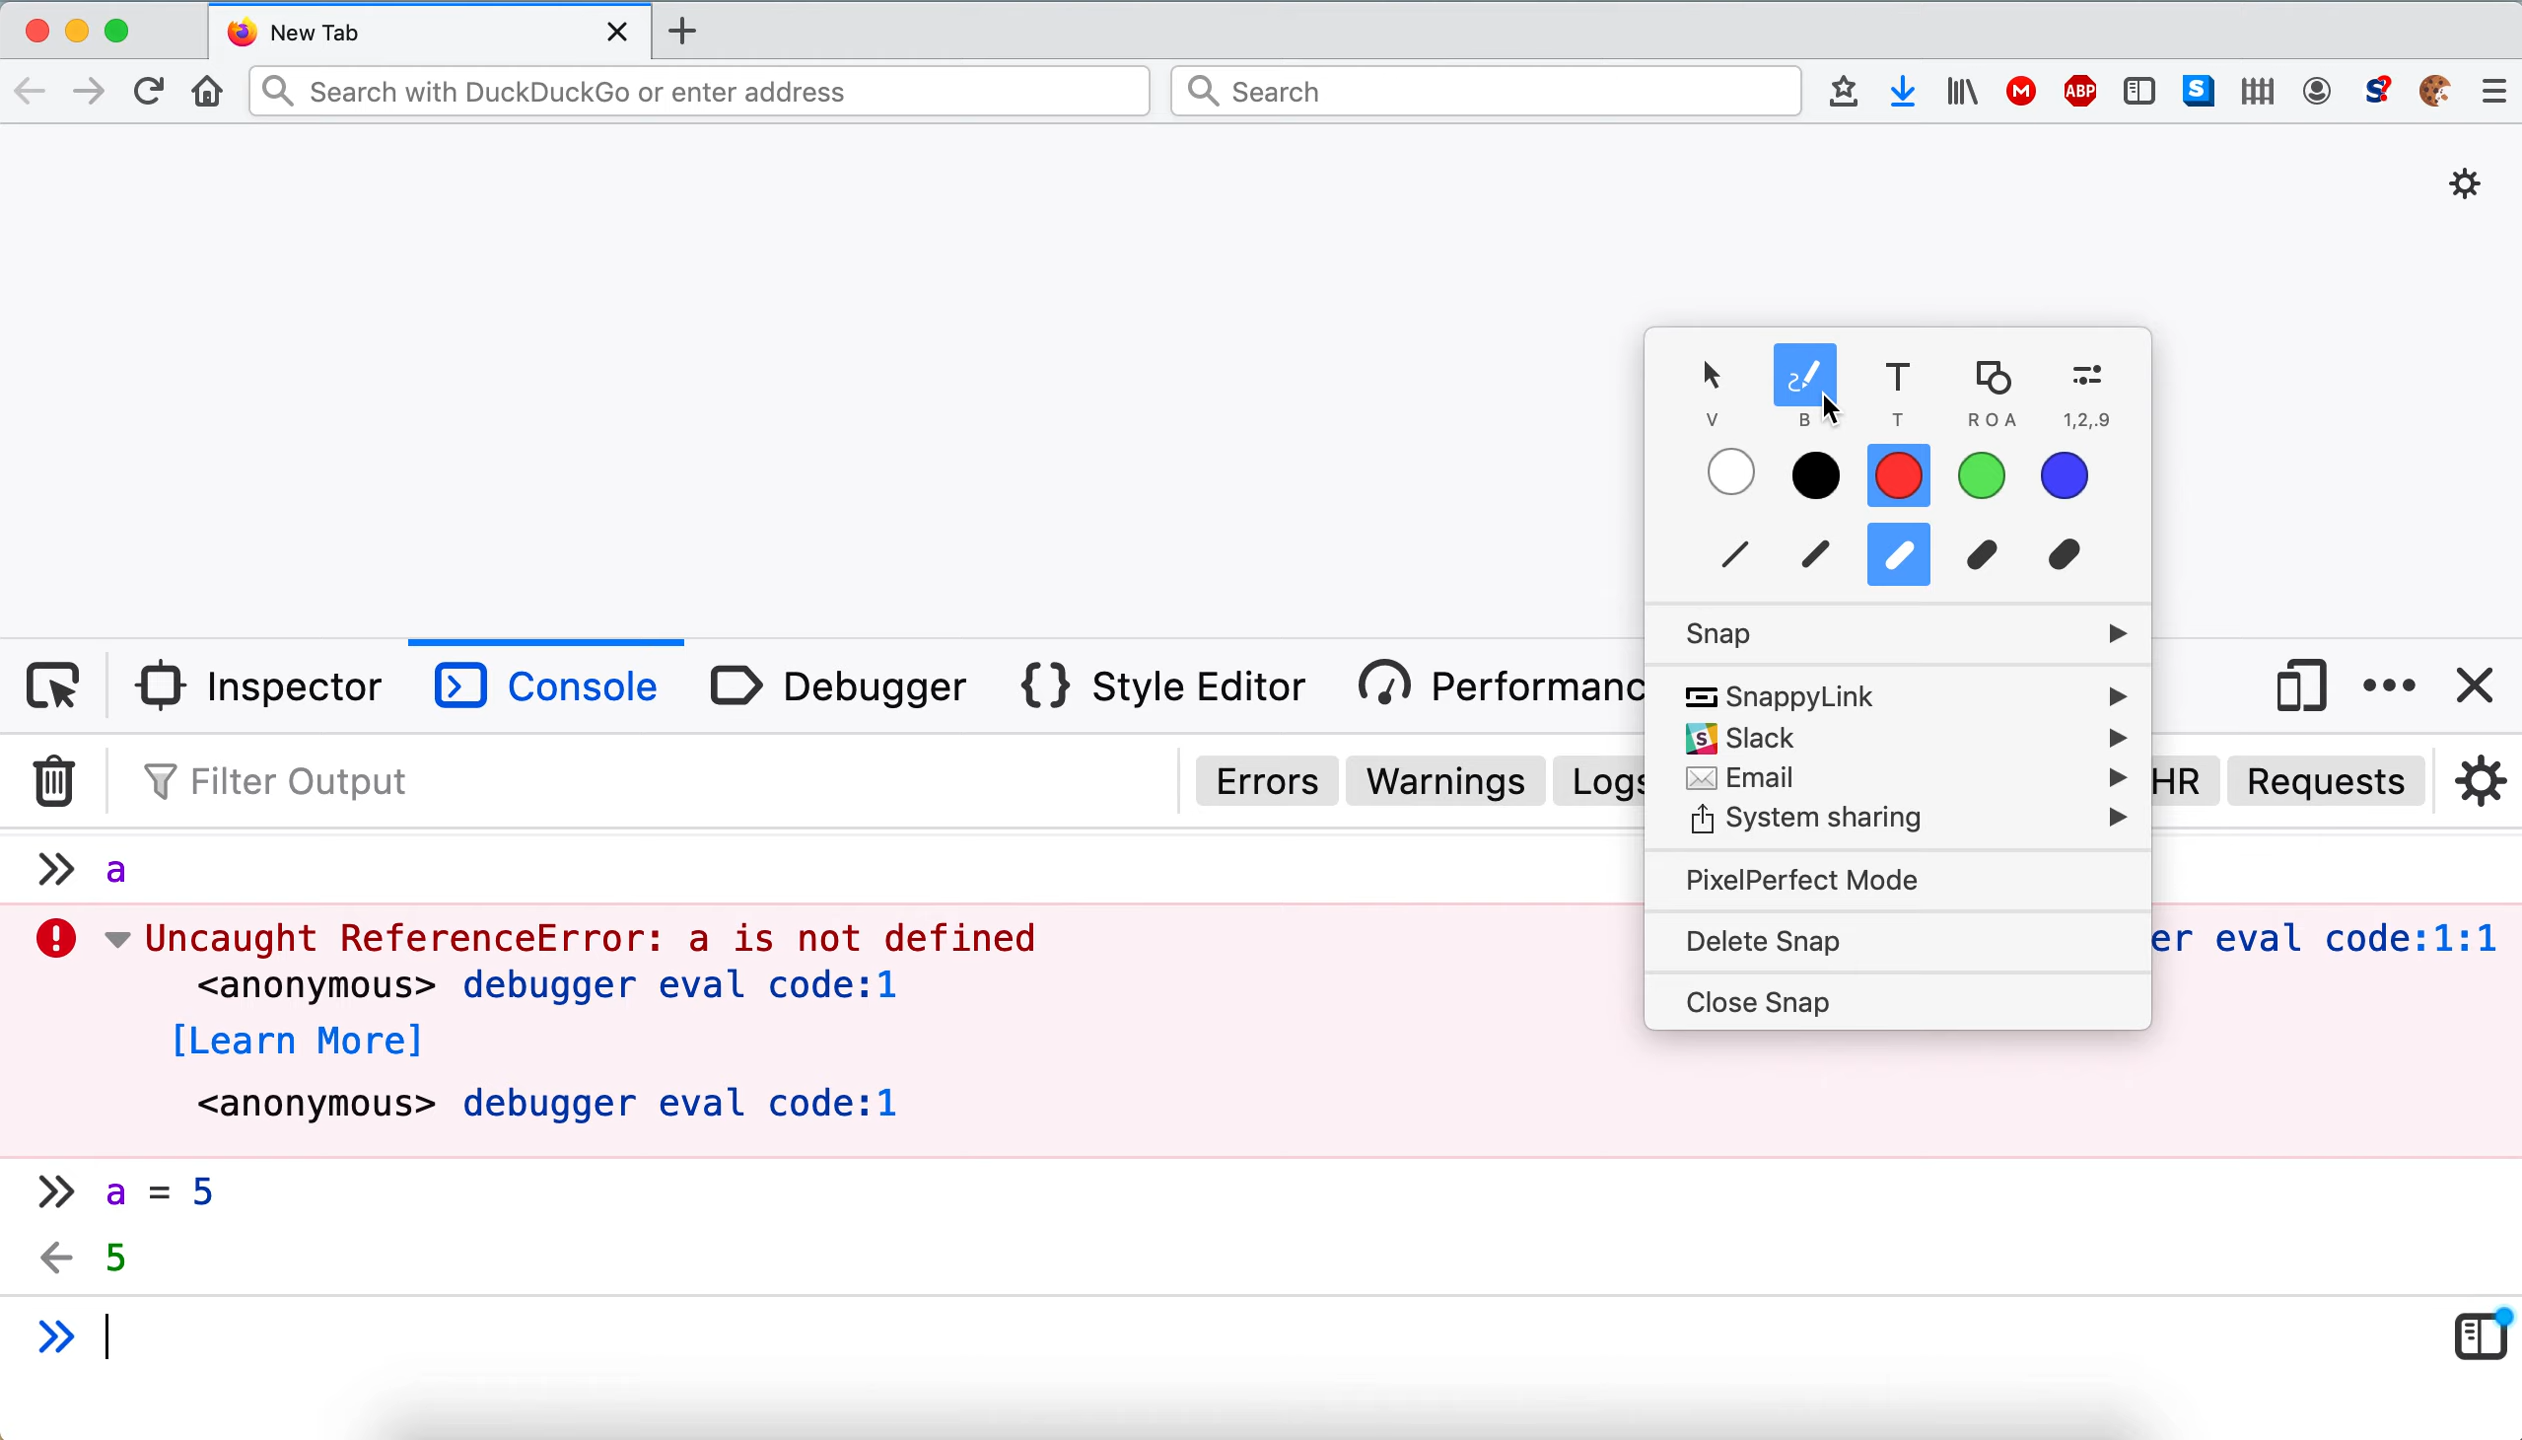 New Tab
Search with DuckDuckGo or enter address
Search
ABP
V B T R O A 1,2,.9
Snap
SnappyLink
Slack
Email
System sharing
PixelPerfect Mode
Delete Snap
Close Snap
Inspector Console Debugger Style Editor Performanc
Filter Output Errors Warnings Logs HR Requests
>> a
Uncaught ReferenceError: a is not defined er eval code:1:1
<anonymous> debugger eval code:1
[Learn More]
<anonymous> debugger eval code:1
>> a = 5
← 5
>>